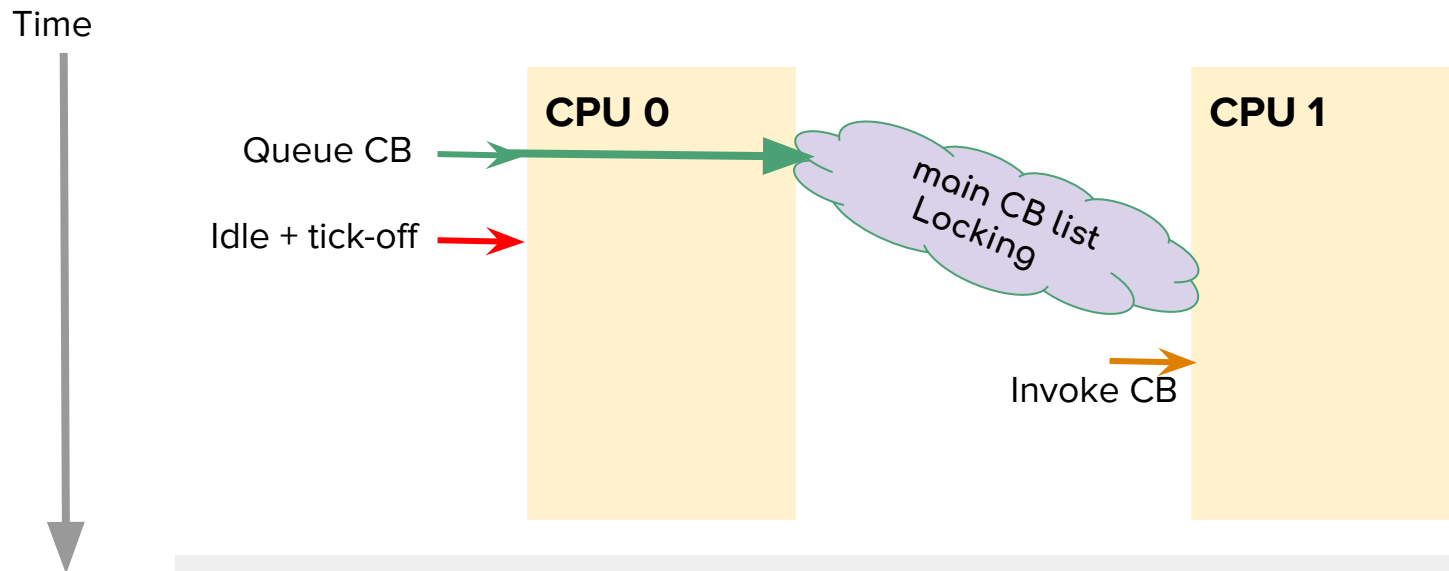 Time
CPU 0
CPU 1
Queue CB
main CB list
Locking
Idle + tick-off
Invoke CB